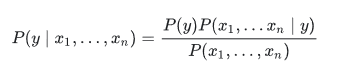 P(y | x₁, …, xₙ) = P(y)P(x₁, … xₙ | y) / P(x₁, …, xₙ)